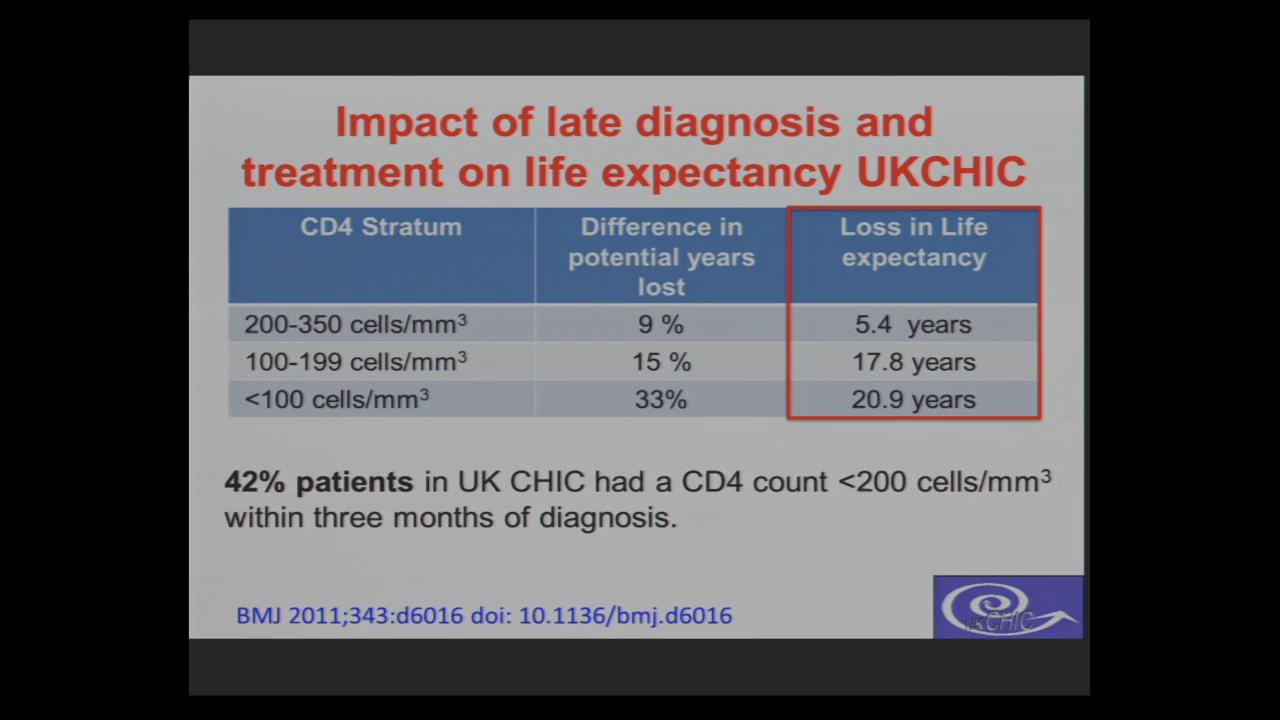 Impact of late diagnosis and
treatment on life expectancy UKCHIC
CD4 Stratum
Difference in
potential years
lost
Loss in Life
expectancy
200-350 cells/mm³
9 %
5.4 years
100-199 cells/mm³
15 %
17.8 years
<100 cells/mm³
33%
20.9 years
42% patients in UK CHIC had a CD4 count <200 cells/mm³
within three months of diagnosis.
BMJ 2011;343:d6016 doi: 10.1136/bmj.d6016
UKCHIC